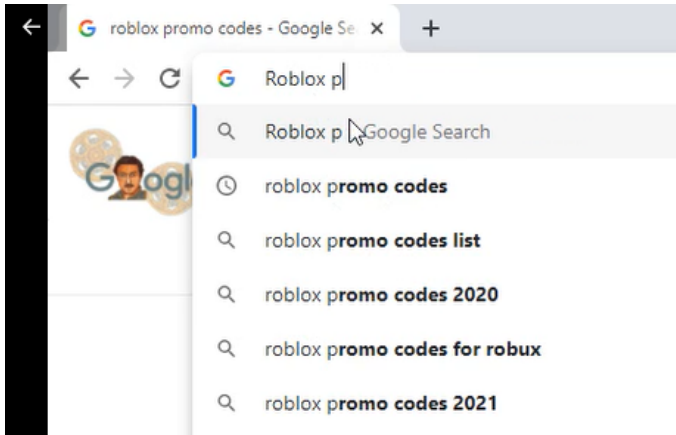 roblox promo codes - Google Se
Roblox p
Roblox p Google Search
roblox promo codes
roblox promo codes list
roblox promo codes 2020
roblox promo codes for robux
roblox promo codes 2021